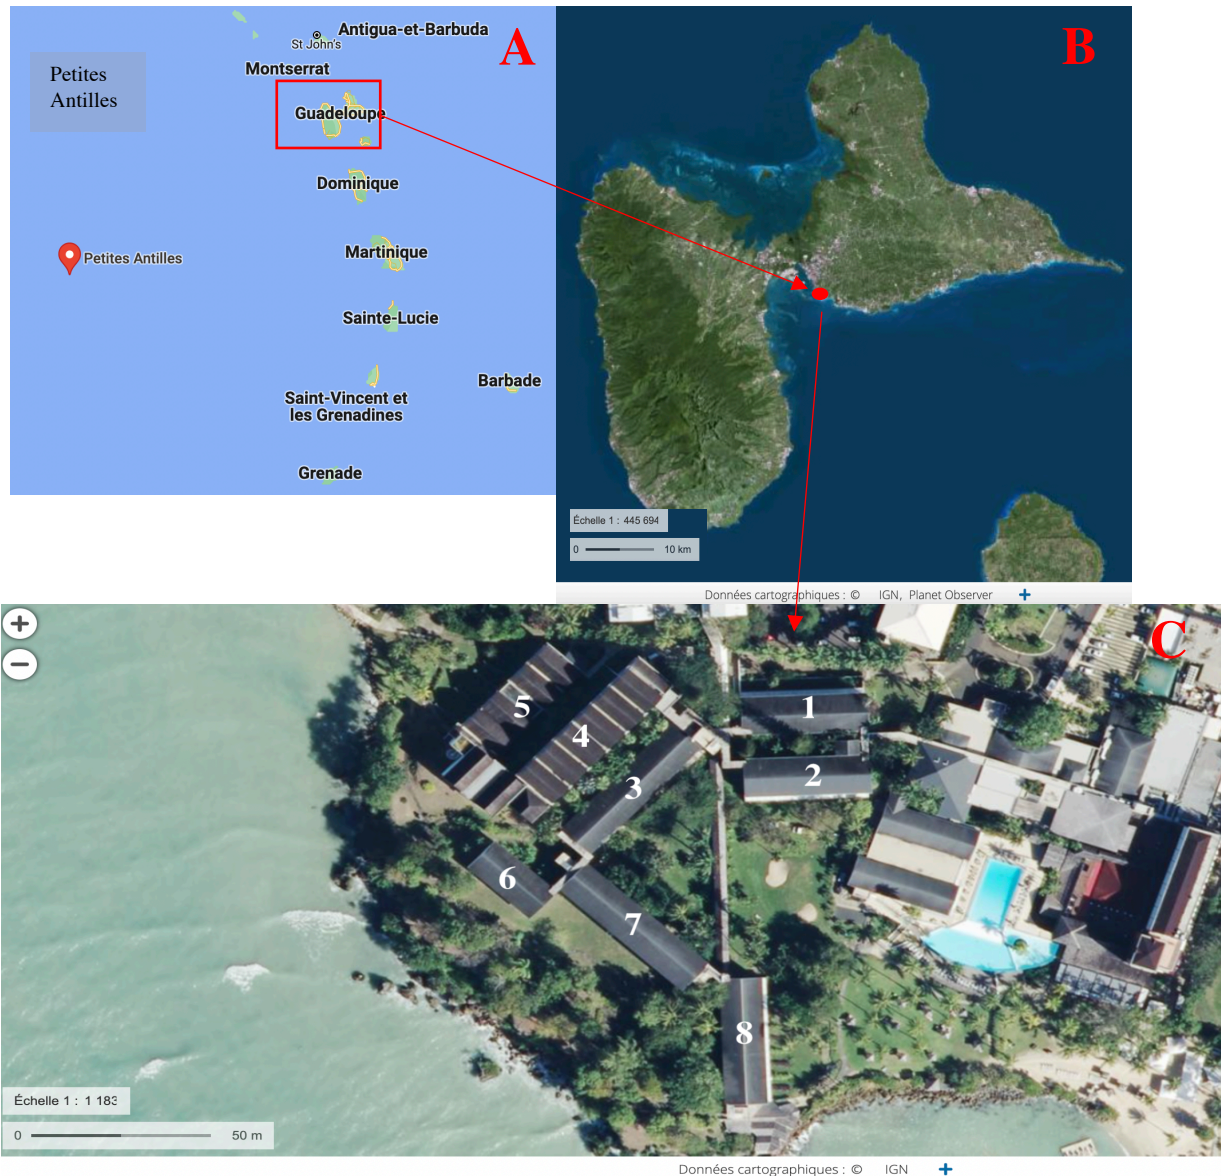 Antigua-et-Barbuda
St John's
A
Petites
Antilles
Montserrat
Guadeloupe
Dominique
Martinique
Petites Antilles
Sainte-Lucie
Barbade
Saint-Vincent et
les Grenadines
Grenade
B
Échelle 1 : 445 694
0 10 km
Données cartographiques : © IGN, Planet Observer +
+
−
C
5
1
4
2
3
6
7
8
Échelle 1 : 1 183
0 50 m
Données cartographiques : © IGN +